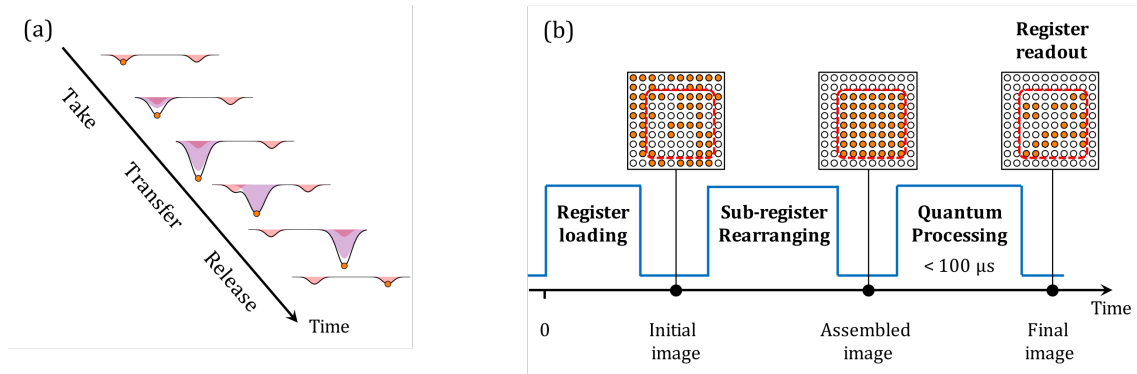 (a)
Take
Transfer
Release
Time
(b)
Register
readout
Register
loading
Sub-register
Rearranging
Quantum
Processing
< 100 μs
Time
0
Initial
image
Assembled
image
Final
image